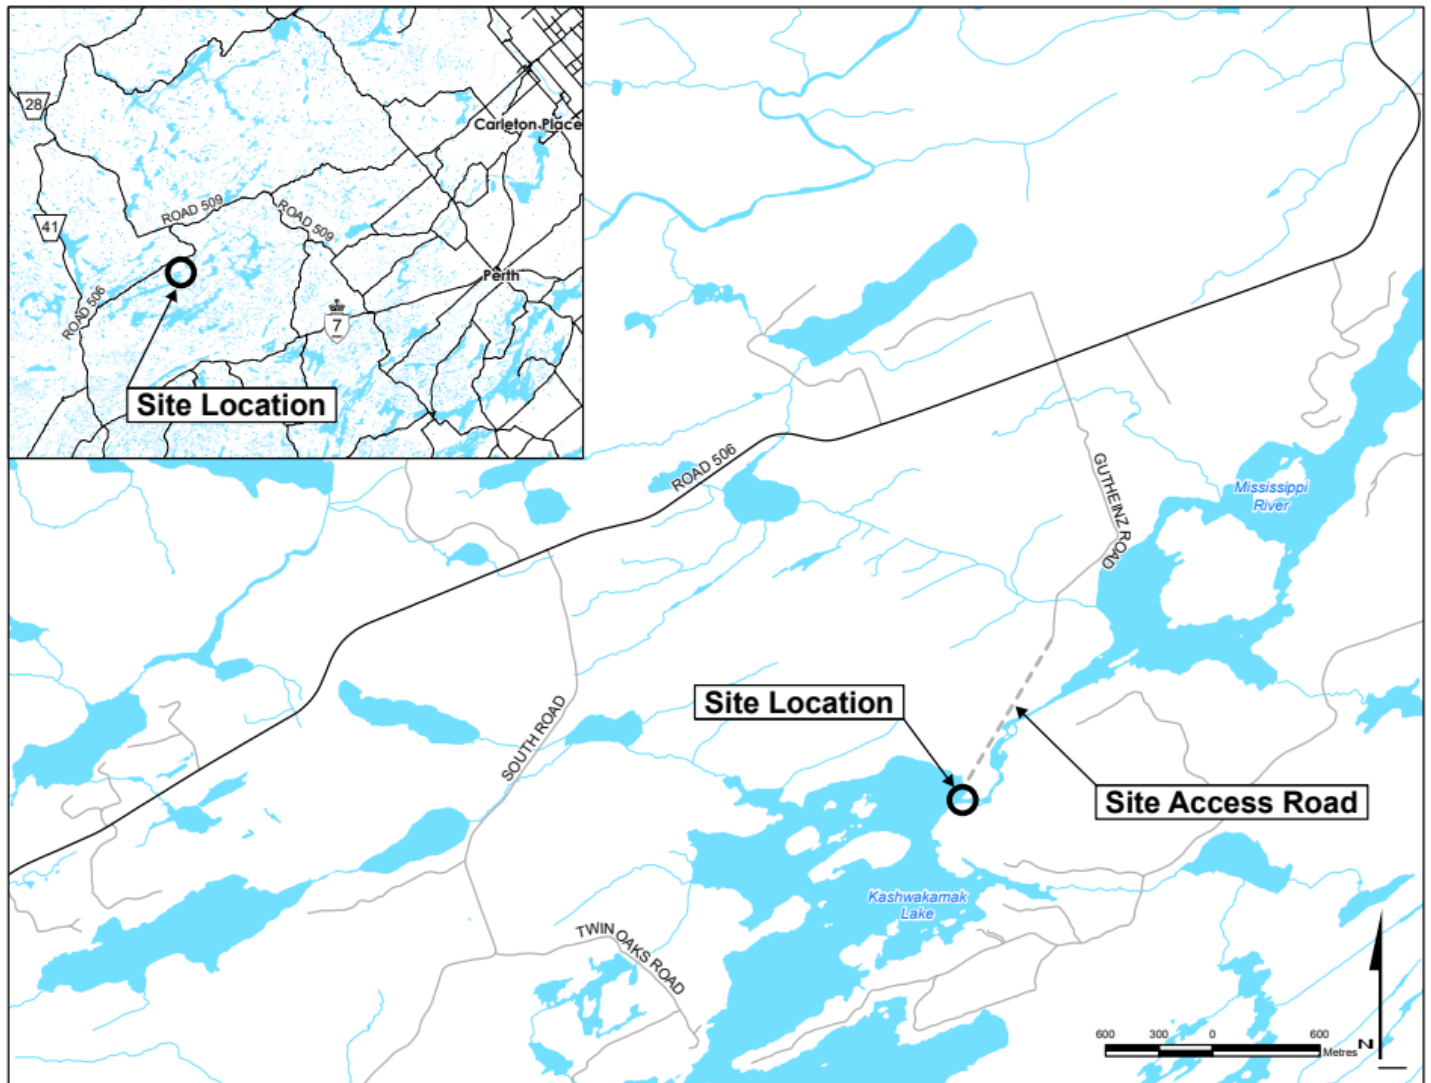 28
Carleton Place
41
ROAD 509
ROAD 509
Perth
ROAD 506
7
Site Location
ROAD 506
GUTHEINZ ROAD
Mississippi
River
SOUTH ROAD
Site Location
Site Access Road
Kashwakamak
Lake
TWIN OAKS ROAD
600 300 0 600
Metres
N